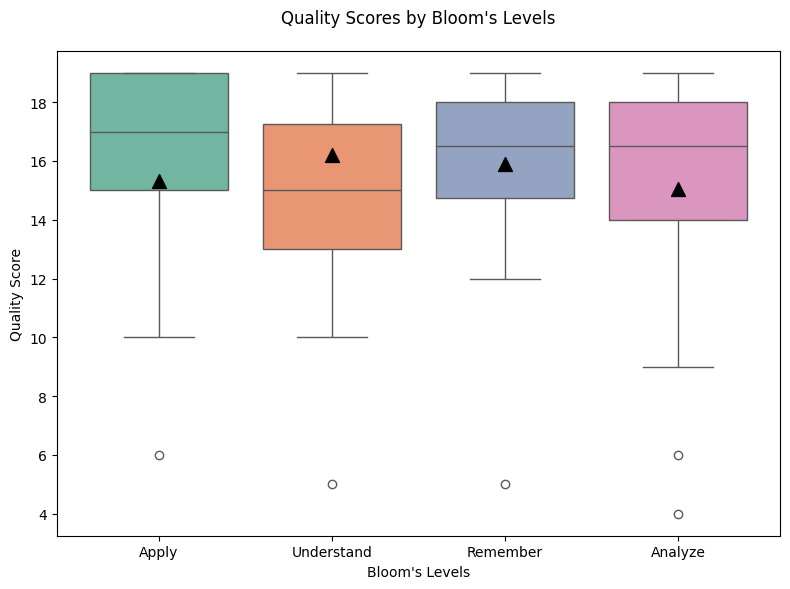 Quality Scores by Bloom's Levels
Quality Score
18
16
14
12
10
8
6
4
Apply
Understand
Remember
Analyze
Bloom's Levels